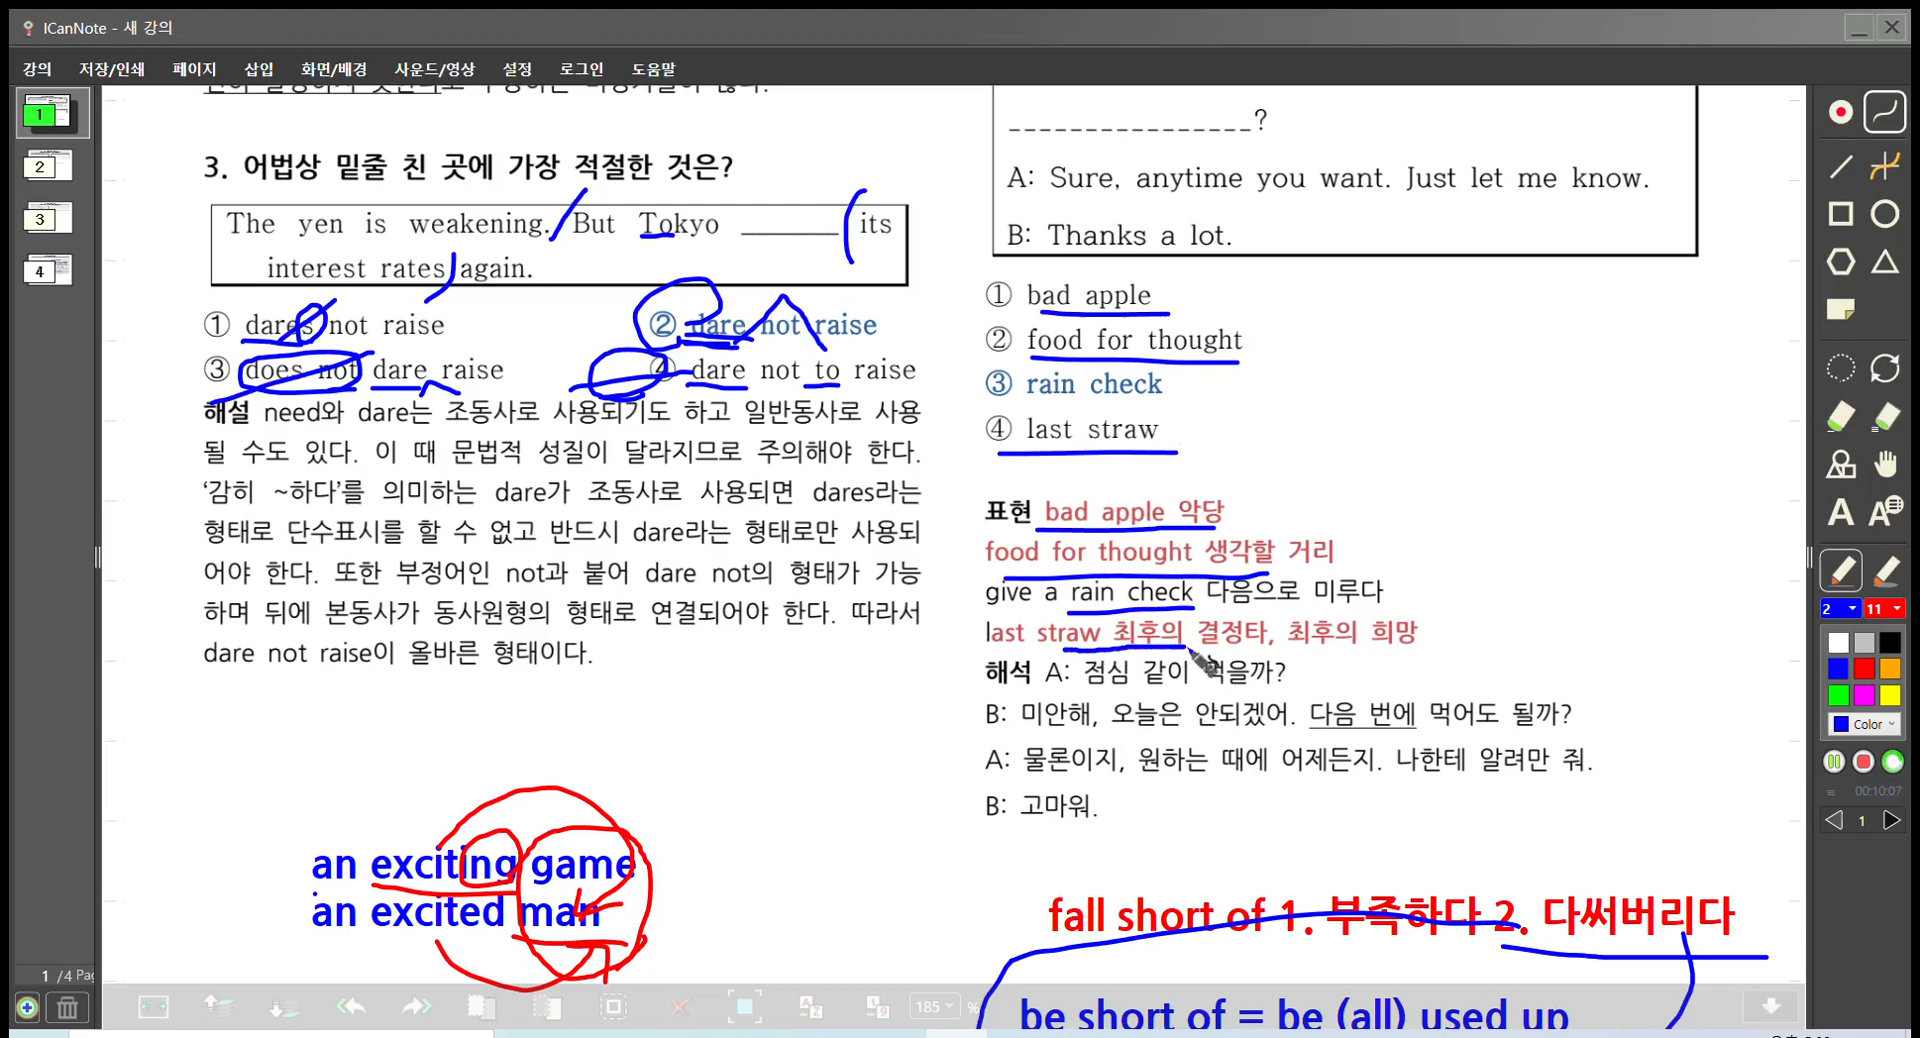 ICanNote - 새 강의
강의 저장/인쇄 페이지 삽입 화면/배경 사운드/영상 설정 로그인 도움말
1
2
3
4
3. 어법상 밑줄 친 곳에 가장 적절한 것은?
The yen is weakening. But Tokyo ________ its
interest rates again.
① dares not raise
② dare not raise
③ does not dare raise
④ dare not to raise
해설 need와 dare는 조동사로 사용되기도 하고 일반동사로 사용
될 수도 있다. 이 때 문법적 성질이 달라지므로 주의해야 한다.
‘감히 ~하다’를 의미하는 dare가 조동사로 사용되면 dares라는
형태로 단수표시를 할 수 없고 반드시 dare라는 형태로만 사용되
어야 한다. 또한 부정어인 not과 붙어 dare not의 형태가 가능
하며 뒤에 본동사가 동사원형의 형태로 연결되어야 한다. 따라서
dare not raise이 올바른 형태이다.
an exciting game
an excited man
________________?
A: Sure, anytime you want. Just let me know.
B: Thanks a lot.
① bad apple
② food for thought
③ rain check
④ last straw
표현 bad apple 악당
food for thought 생각할 거리
give a rain check 다음으로 미루다
last straw 최후의 결정타, 최후의 희망
해석 A: 점심 같이 먹을까?
B: 미안해, 오늘은 안되겠어. 다음 번에 먹어도 될까?
A: 물론이지, 원하는 때에 어제든지. 나한테 알려만 줘.
B: 고마워.
fall short of 1. 부족하다 2. 다써버리다
be short of = be (all) used up
2 11
Color
00:10:07
1
1 /4 Pag
185 %